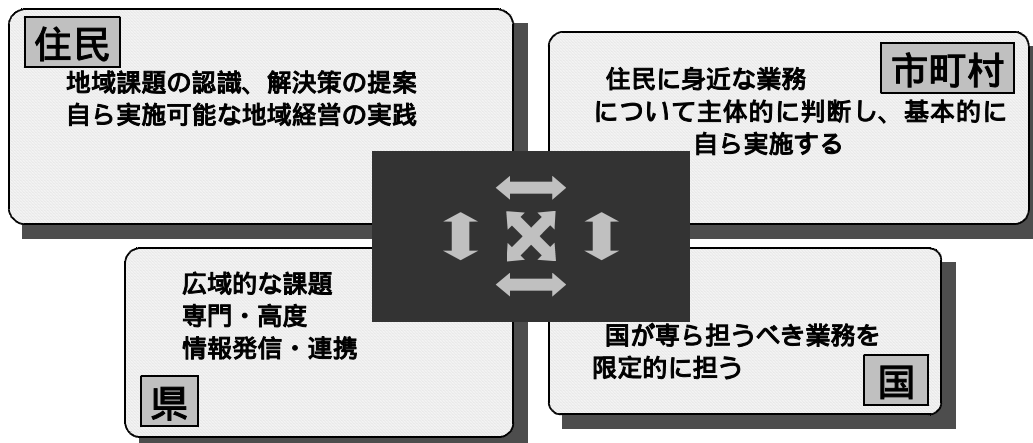 住民
地域課題の認識、解決策の提案
自ら実施可能な地域経営の実践
市町村
住民に身近な業務
について主体的に判断し、基本的に
自ら実施する
広域的な課題
専門・高度
情報発信・連携
県
国が専ら担うべき業務を
限定的に担う
国